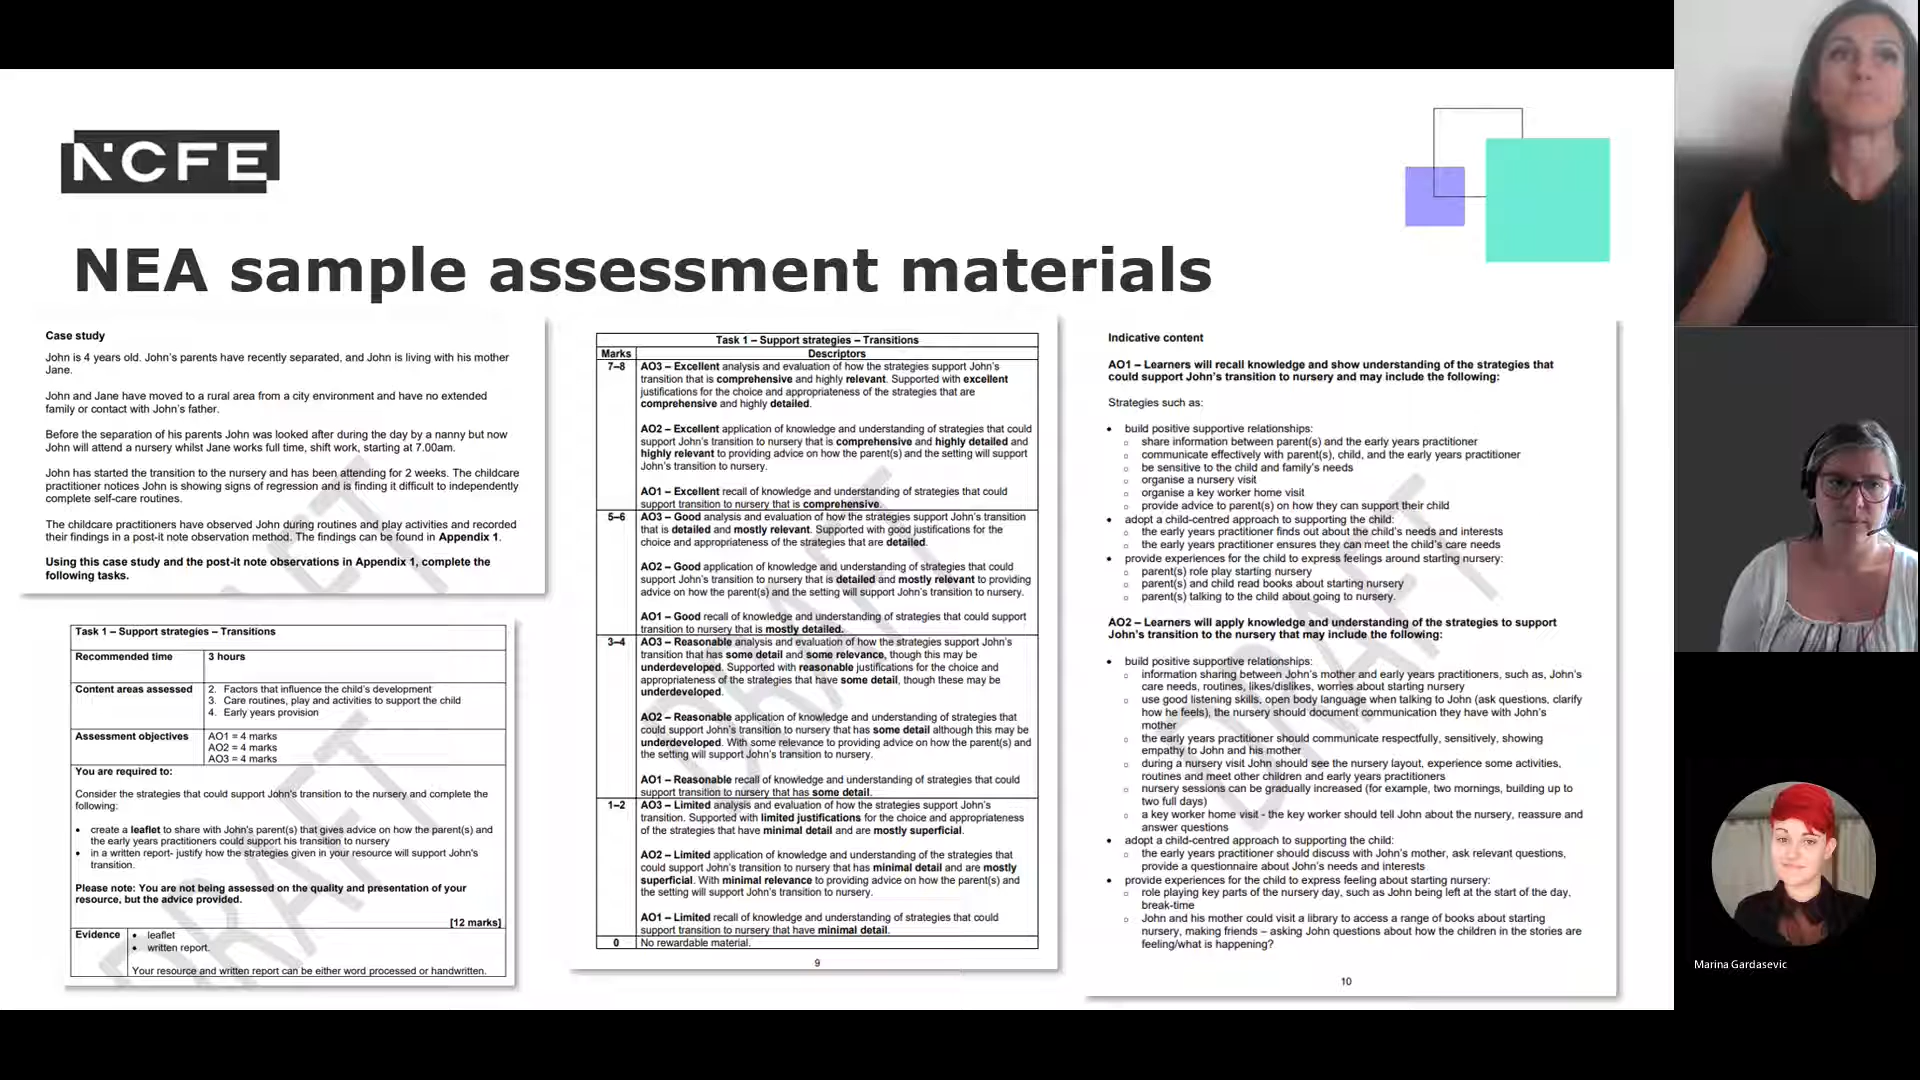 NCFE
NEA sample assessment materials
Case study
John is 4 years old. John's parents have recently separated, and John is living with his mother
Jane.
John and Jane have moved to a rural area from a city environment and have no extended
family or contact with John's father.
Before the separation of his parents John was looked after during the day by a nanny but now
John will attend a nursery whilst Jane works full time, shift work, starting at 7.00am.
John has started the transition to the nursery and has been attending for 2 weeks. The childcare
practitioner notices John is showing signs of regression and is finding it difficult to independently
complete self-care routines.
The childcare practitioners have observed John during routines and play activities and recorded
their findings in a post-it note observation method. The findings can be found in Appendix 1.
Using this case study and the post-it note observations in Appendix 1, complete the
following tasks.
DRAFT
Task 1 – Support strategies – Transitions
Recommended time 3 hours
Content areas assessed 2. Factors that influence the child's development
3. Care routines, play and activities to support the child
4. Early years provision
Assessment objectives AO1 = 4 marks
AO2 = 4 marks
AO3 = 4 marks
You are required to:
Consider the strategies that could support John's transition to the nursery and complete the
following:
• create a leaflet to share with John's parent(s) that gives advice on how the parent(s) and
the early years practitioners could support his transition to nursery
• in a written report- justify how the strategies given in your resource will support John's
transition.
Please note: You are not being assessed on the quality and presentation of your
resource, but the advice provided.
[12 marks]
Evidence • leaflet
• written report.
Your resource and written report can be either word processed or handwritten.
DRAFT
Task 1 – Support strategies – Transitions
Marks Descriptors
7–8 AO3 – Excellent analysis and evaluation of how the strategies support John's
transition that is comprehensive and highly relevant. Supported with excellent
justifications for the choice and appropriateness of the strategies that are
comprehensive and highly detailed.
AO2 – Excellent application of knowledge and understanding of strategies that could
support John's transition to nursery that is comprehensive and highly detailed and
highly relevant to providing advice on how the parent(s) and the setting will support
John's transition to nursery.
AO1 – Excellent recall of knowledge and understanding of strategies that could
support transition to nursery that is comprehensive.
5–6 AO3 – Good analysis and evaluation of how the strategies support John's transition
that is detailed and mostly relevant. Supported with good justifications for the
choice and appropriateness of the strategies that are detailed.
AO2 – Good application of knowledge and understanding of strategies that could
support John's transition to nursery that is detailed and mostly relevant to providing
advice on how the parent(s) and the setting will support John's transition to nursery.
AO1 – Good recall of knowledge and understanding of strategies that could support
transition to nursery that is mostly detailed.
3–4 AO3 – Reasonable analysis and evaluation of how the strategies support John's
transition that has some detail and some relevance, though this may be
underdeveloped. Supported with reasonable justifications for the choice and
appropriateness of the strategies that have some detail, though these may be
underdeveloped.
AO2 – Reasonable application of knowledge and understanding of strategies that
could support John's transition to nursery that has some detail although this may be
underdeveloped. With some relevance to providing advice on how the parent(s) and
the setting will support John's transition to nursery.
AO1 – Reasonable recall of knowledge and understanding of strategies that could
support transition to nursery that has some detail.
1–2 AO3 – Limited analysis and evaluation of how the strategies support John's
transition. Supported with limited justifications for the choice and appropriateness
of the strategies that have minimal detail and are mostly superficial.
AO2 – Limited application of knowledge and understanding of the strategies that
could support John's transition to nursery that has minimal detail and are mostly
superficial. With minimal relevance to providing advice on how the parent(s) and
the setting will support John's transition to nursery.
AO1 – Limited recall of knowledge and understanding of strategies that could
support transition to nursery that have minimal detail.
0 No rewardable material.
9
DRAFT
Indicative content
AO1 – Learners will recall knowledge and show understanding of the strategies that
could support John's transition to nursery and may include the following:
Strategies such as:
• build positive supportive relationships:
o share information between parent(s) and the early years practitioner
o communicate effectively with parent(s), child, and the early years practitioner
o be sensitive to the child and family's needs
o organise a nursery visit
o organise a key worker home visit
o provide advice to parent(s) on how they can support their child
• adopt a child-centred approach to supporting the child:
o the early years practitioner finds out about the child's needs and interests
o the early years practitioner ensures they can meet the child's care needs
• provide experiences for the child to express feelings around starting nursery:
o parent(s) role play starting nursery
o parent(s) and child read books about starting nursery
o parent(s) talking to the child about going to nursery.
AO2 – Learners will apply knowledge and understanding of the strategies to support
John's transition to the nursery that may include the following:
• build positive supportive relationships:
o information sharing between John's mother and early years practitioners, such as, John's
care needs, routines, likes/dislikes, worries about starting nursery
o use good listening skills, open body language when talking to John (ask questions, clarify
how he feels), the nursery should document communication they have with John's
mother
o the early years practitioner should communicate respectfully, sensitively, showing
empathy to John and his mother
o during a nursery visit John should see the nursery layout, experience some activities,
routines and meet other children and early years practitioners
o nursery sessions can be gradually increased (for example, two mornings, building up to
two full days)
o a key worker home visit - the key worker should tell John about the nursery, reassure and
answer questions
• adopt a child-centred approach to supporting the child:
o the early years practitioner should discuss with John's mother, ask relevant questions,
provide a questionnaire about John's needs and interests
• provide experiences for the child to express feeling about starting nursery:
o role playing key parts of the nursery day, such as John being left at the start of the day,
break-time
o John and his mother could visit a library to access a range of books about starting
nursery, making friends – asking John questions about how the children in the stories are
feeling/what is happening?
10
DRAFT
Marina Gardasevic